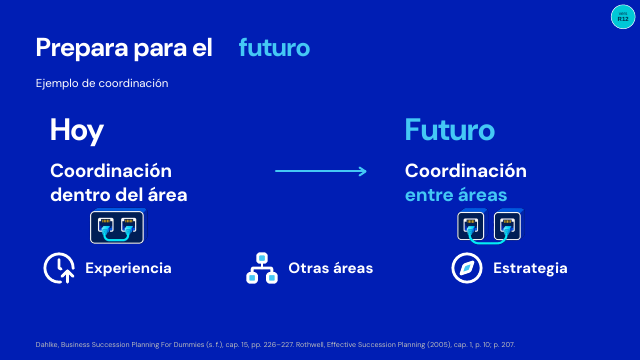 R12
Prepara para el futuro
Ejemplo de coordinación
Hoy
Futuro
Coordinación
dentro del área
Coordinación
entre áreas
Experiencia
Otras áreas
Estrategia
Dahlke, Business Succession Planning For Dummies (s. f.), cap. 15, pp. 226–227. Rothwell, Effective Succession Planning (2005), cap. 1, p. 10; p. 207.